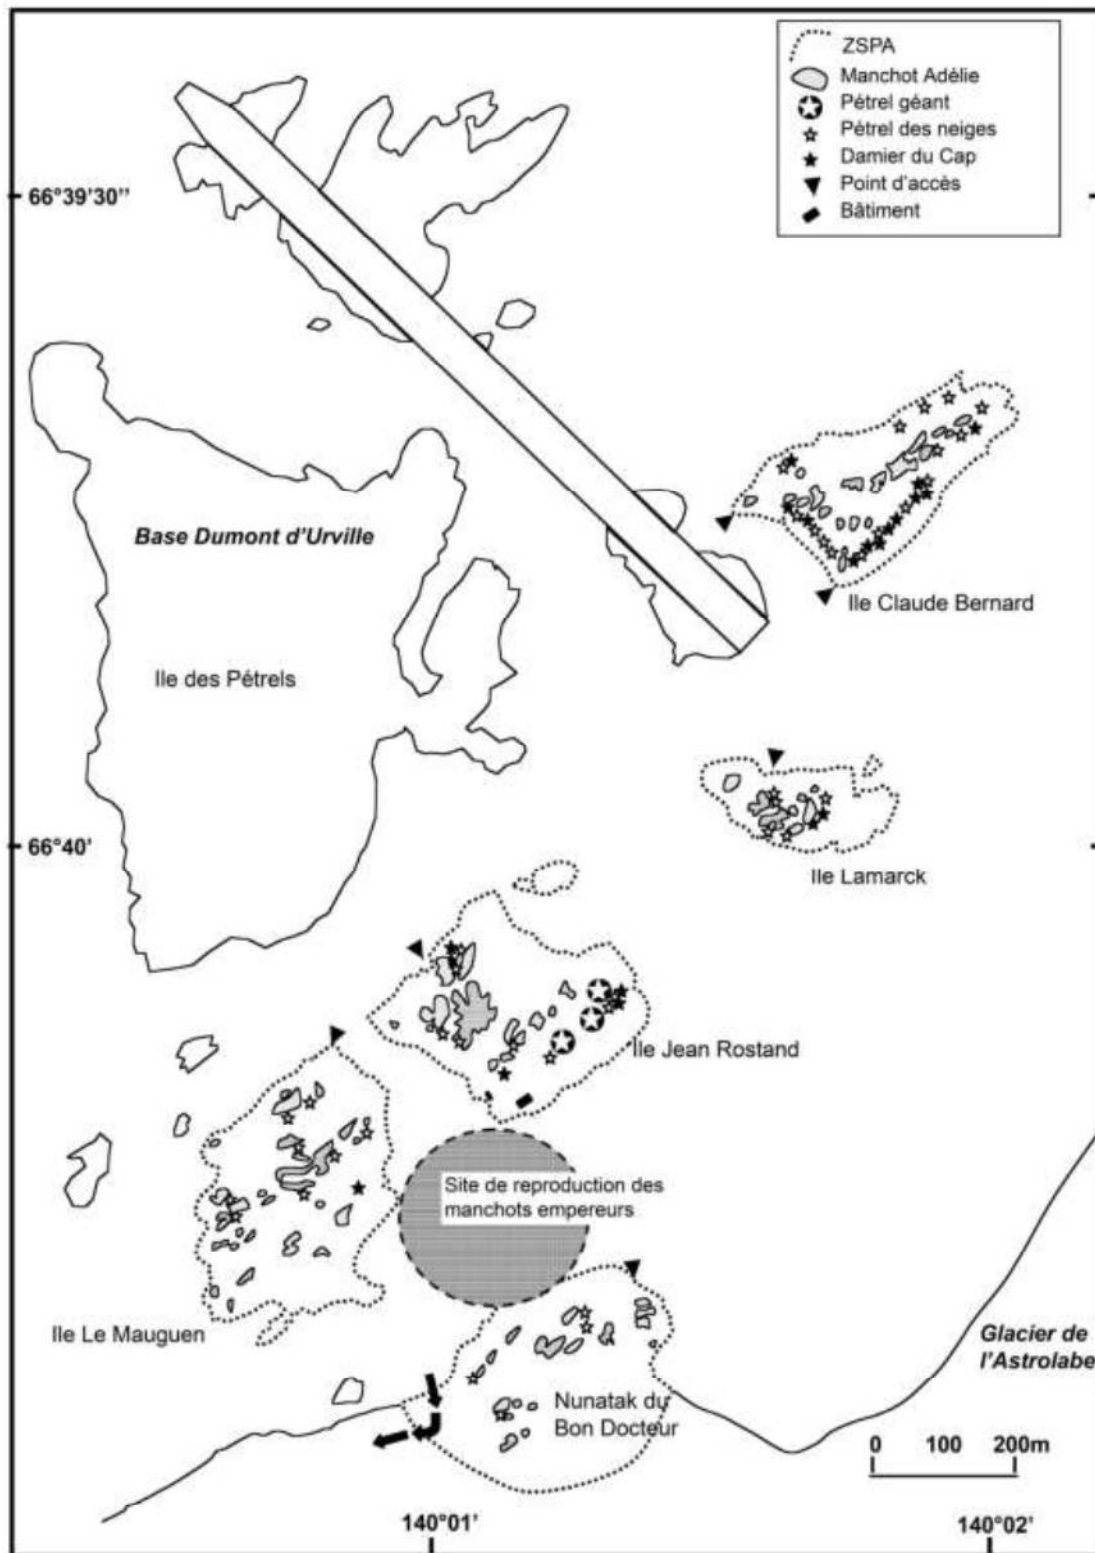 ZSPA
Manchot Adélie
Pétrel géant
Pétrel des neiges
Damier du Cap
Point d'accès
Bâtiment
66°39'30''
Base Dumont d'Urville
Ile Claude Bernard
Ile des Pétrels
66°40'
Ile Lamarck
Ile Jean Rostand
Site de reproduction des
manchots empereurs
Ile Le Mauguen
Glacier de
l'Astrolabe
Nunatak du
Bon Docteur
0 100 200m
140°01'
140°02'